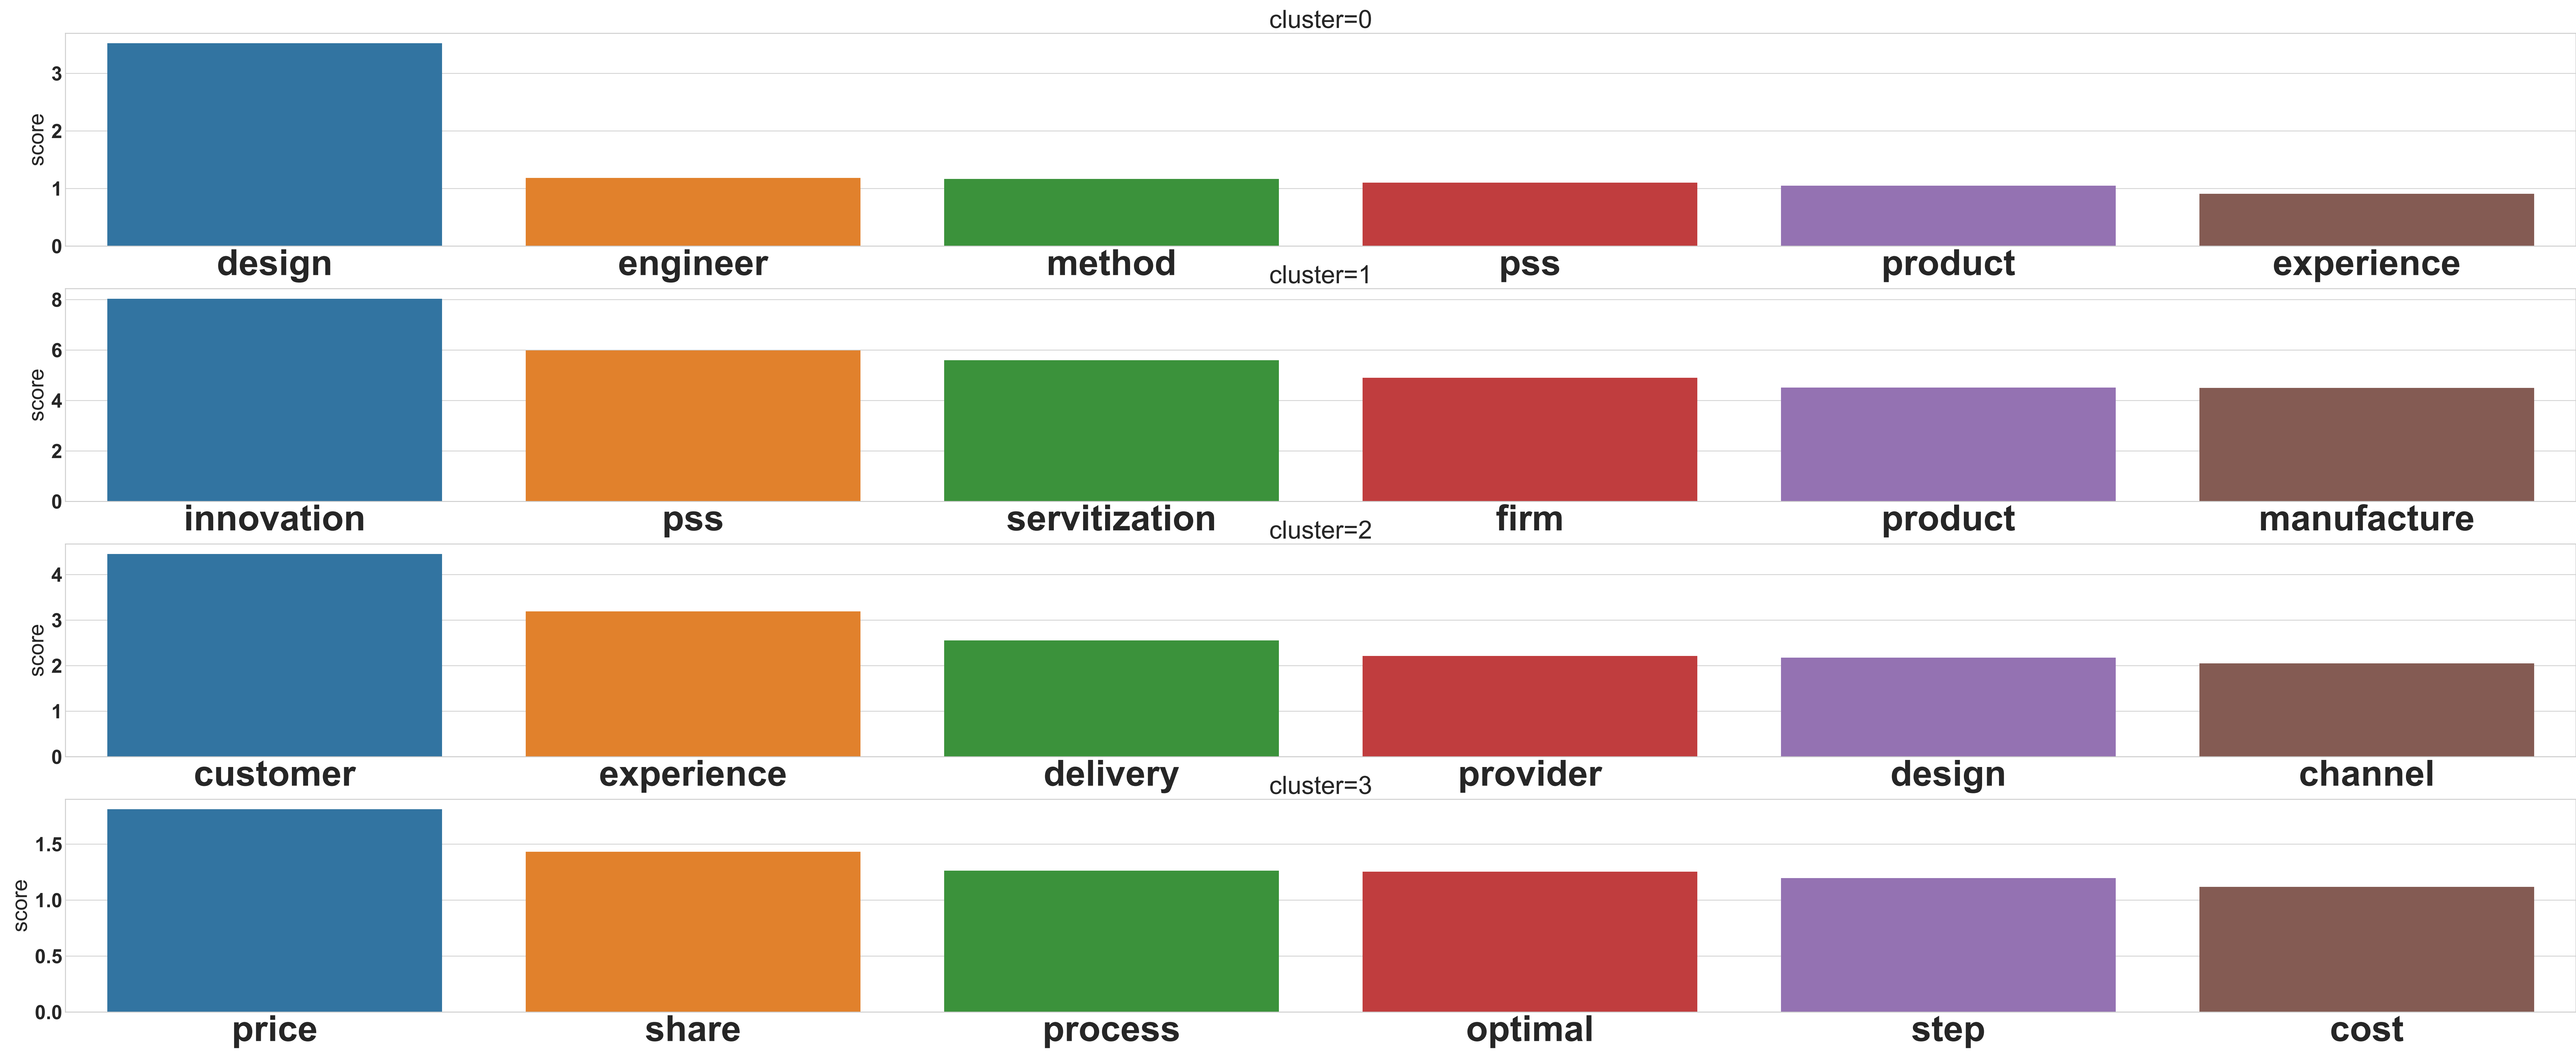 cluster=0
score
3
2
1
0
design engineer method pss product experience
cluster=1
score
8
6
4
2
0
innovation pss servitization firm product manufacture
cluster=2
score
4
3
2
1
0
customer experience delivery provider design channel
cluster=3
score
1.5
1.0
0.5
0.0
price share process optimal step cost